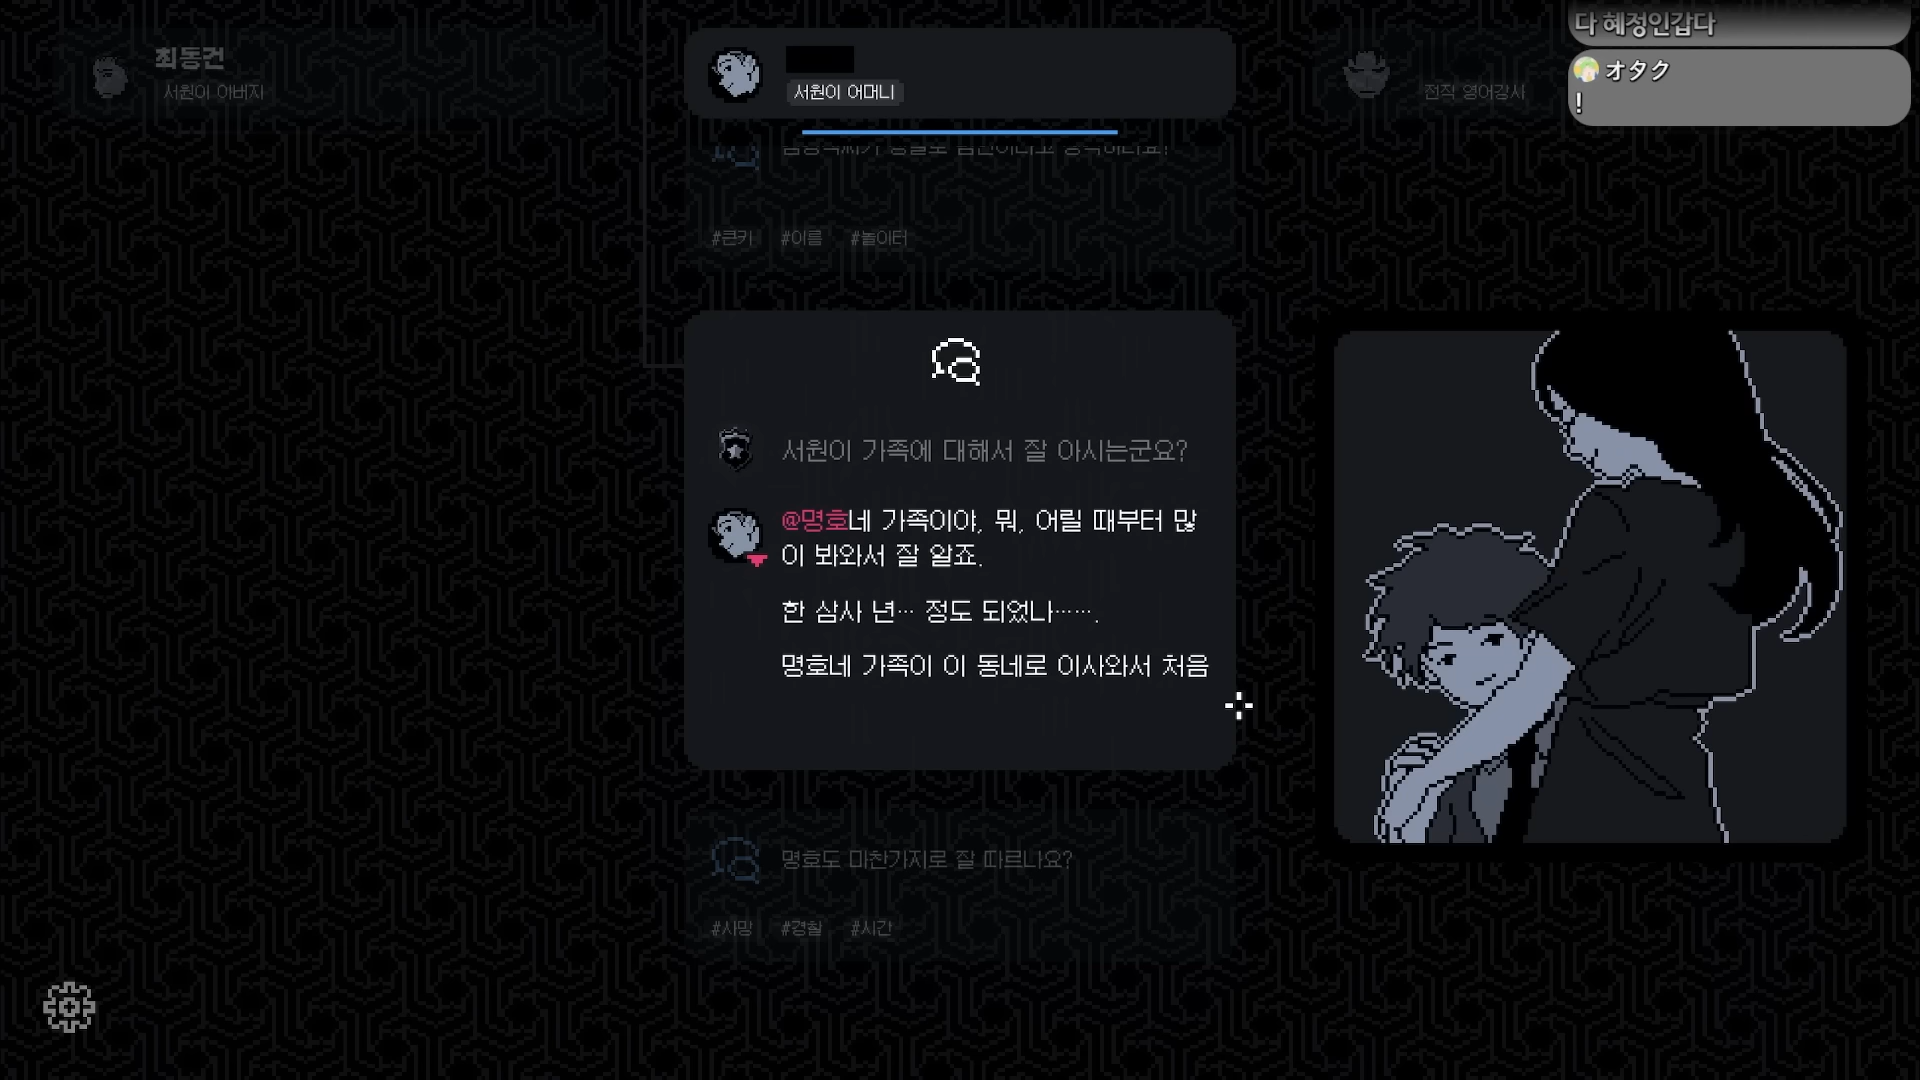 최동건
서원이 아버지
서원이 어머니
전직 영어강사
다 혜정인갑다
オタク
!
#큰키 #이름 #놀이터
서원이 가족에 대해서 잘 아시는군요?
@명호네 가족이야, 뭐, 어릴 때부터 많
이 봐와서 잘 알죠.
한 삼사 년… 정도 되었나…….
명호네 가족이 이 동네로 이사와서 처음
명호도 마찬가지로 잘 따르나요?
#사망 #경찰 #시간